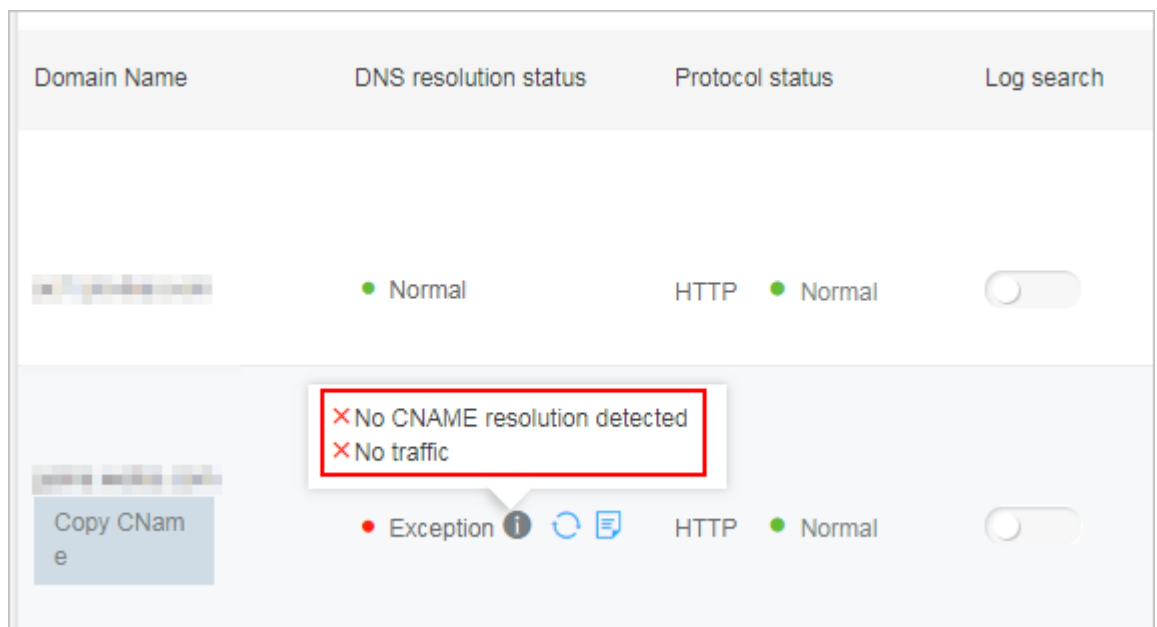 Domain Name DNS resolution status Protocol status Log search
Normal HTTP Normal
No CNAME resolution detected
No traffic
Copy CNam
e
Exception HTTP Normal